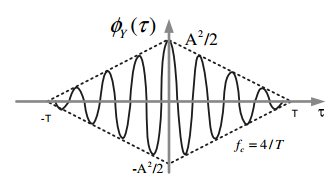 ϕ_Y(τ)
A²/2
-T
T
τ
f_c = 4/T
-A²/2